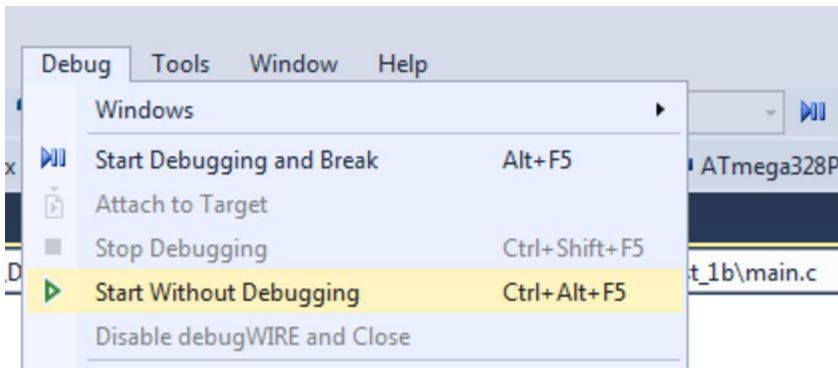 Debug Tools Window Help
Windows
Start Debugging and Break Alt+F5
ATmega328P
Attach to Target
Stop Debugging Ctrl+Shift+F5
t_1b\main.c
Start Without Debugging Ctrl+Alt+F5
Disable debugWIRE and Close